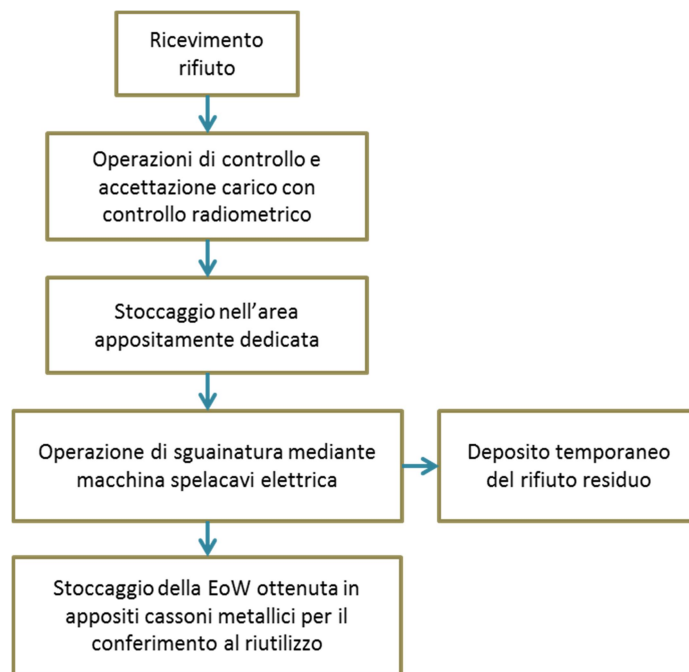 Ricevimento
rifiuto
Operazioni di controllo e
accettazione carico con
controllo radiometrico
Stoccaggio nell'area
appositamente dedicata
Operazione di sguainatura mediante
macchina spelacavi elettrica
Deposito temporaneo
del rifiuto residuo
Stoccaggio della EoW ottenuta in
appositi cassoni metallici per il
conferimento al riutilizzo